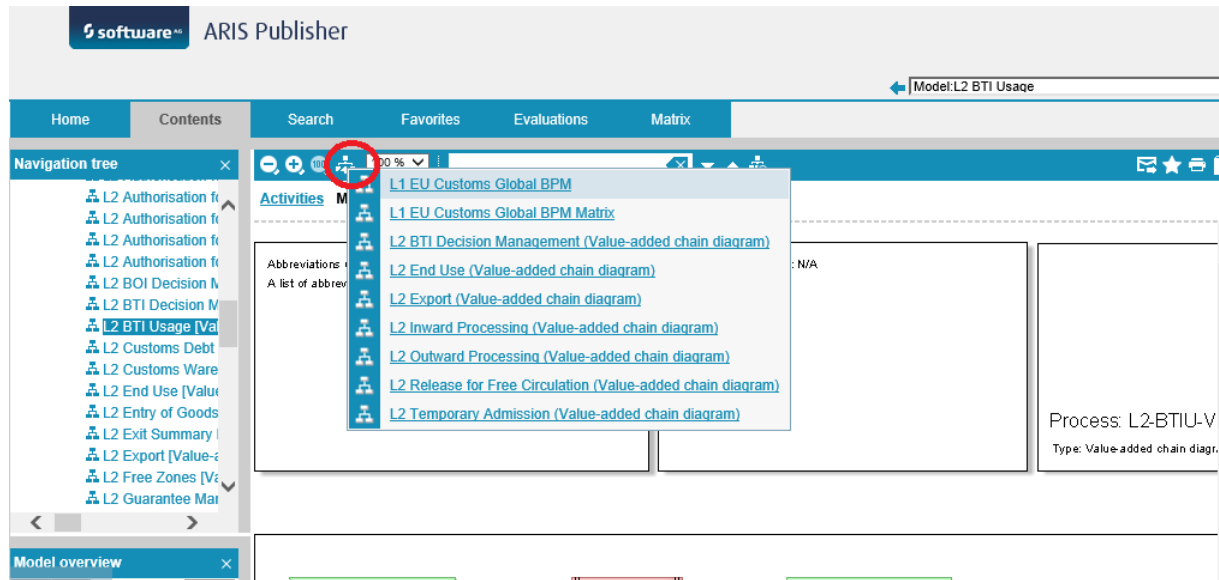 software AG ARIS Publisher
Model:L2 BTI Usage
Home Contents Search Favorites Evaluations Matrix
Navigation tree
100 %
L2 Authorisation fo
L2 Authorisation fo
L2 Authorisation fo
L2 Authorisation fo
L2 BOI Decision M
L2 BTI Decision M
L2 BTI Usage [Val
L2 Customs Debt
L2 Customs Ware
L2 End Use [Value
L2 Entry of Goods
L2 Exit Summary
L2 Export [Value-a
L2 Free Zones [Va
L2 Guarantee Mar
Model overview
Activities M
L1 EU Customs Global BPM
L1 EU Customs Global BPM Matrix
L2 BTI Decision Management (Value-added chain diagram)
L2 End Use (Value-added chain diagram)
L2 Export (Value-added chain diagram)
L2 Inward Processing (Value-added chain diagram)
L2 Outward Processing (Value-added chain diagram)
L2 Release for Free Circulation (Value-added chain diagram)
L2 Temporary Admission (Value-added chain diagram)
Abbreviations
A list of abbrev
: N/A
Process: L2-BTIU-V
Type: Value-added chain diagr.